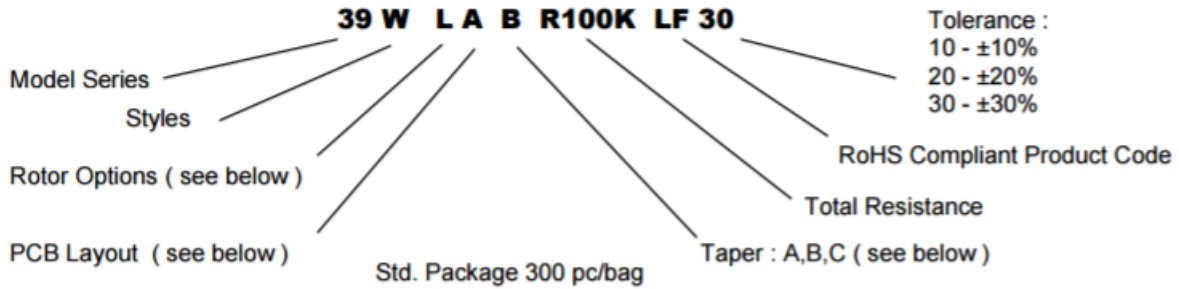 39 W L A B R100K LF 30
Tolerance :
10 - ±10%
20 - ±20%
30 - ±30%
Model Series
Styles
RoHS Compliant Product Code
Rotor Options ( see below )
Total Resistance
PCB Layout ( see below )
Taper : A,B,C ( see below )
Std. Package 300 pc/bag